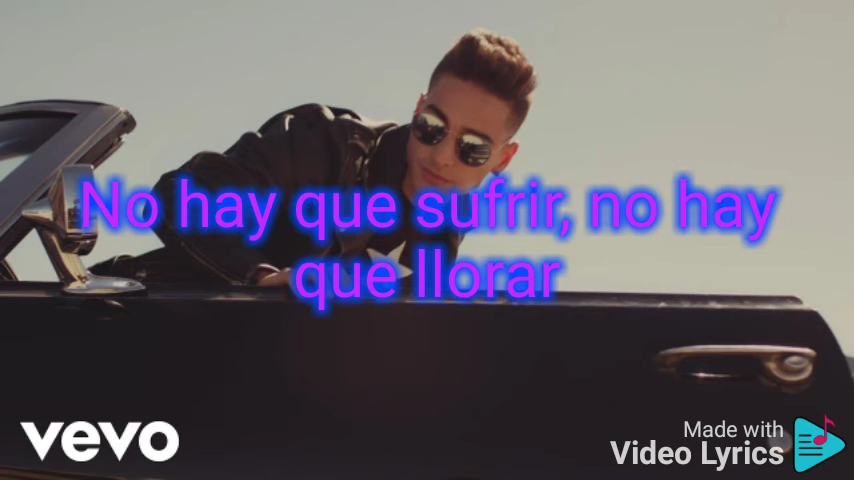 No hay que sufrir, no hay
que llorar
vevo
Made with
Video Lyrics